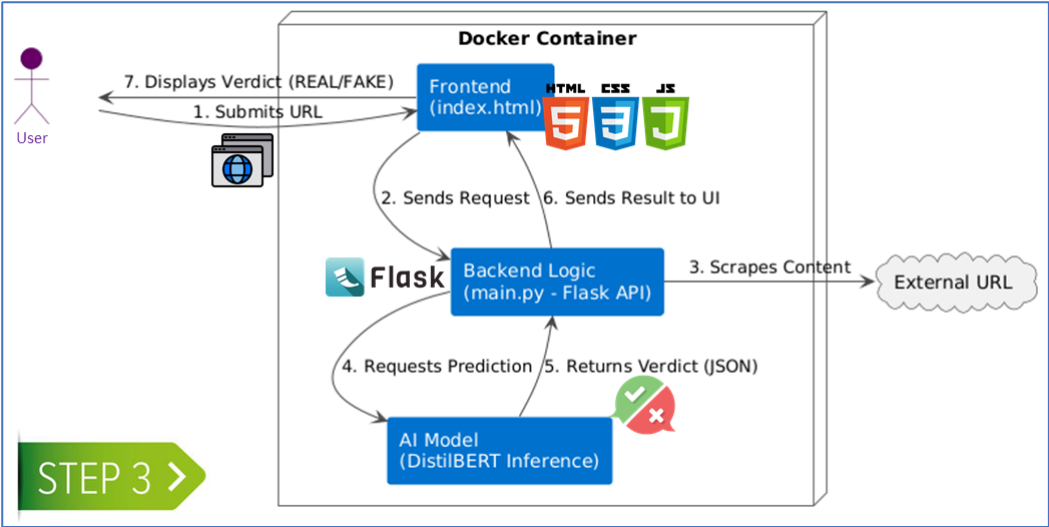 Docker Container
7. Displays Verdict (REAL/FAKE)
1. Submits URL
User
Frontend
(index.html)
HTML
5
CSS
3
JS
2. Sends Request
6. Sends Result to UI
Flask
Backend Logic
(main.py - Flask API)
3. Scrapes Content
External URL
4. Requests Prediction
5. Returns Verdict (JSON)
AI Model
(DistilBERT Inference)
STEP 3